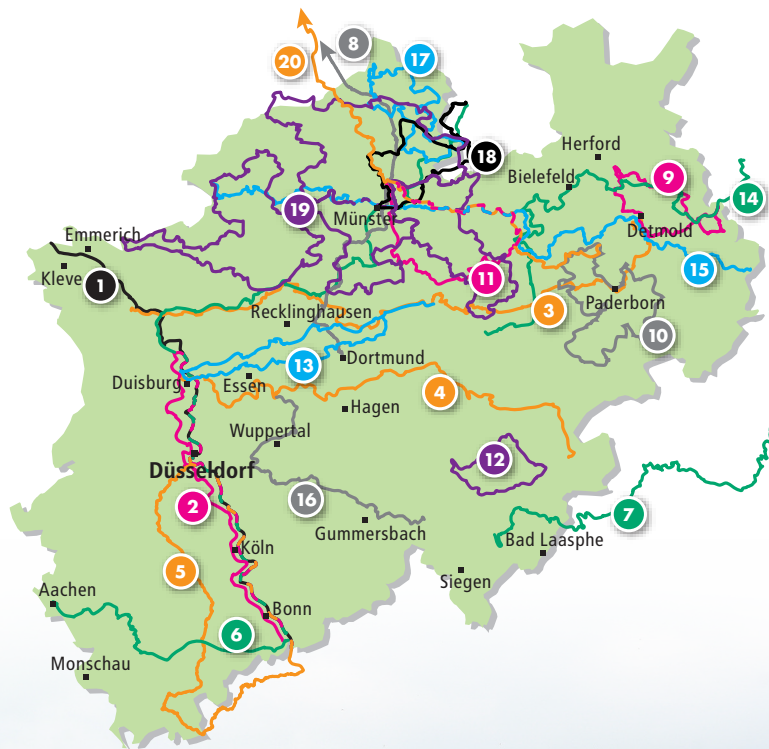 8
20
17
Herford
18
Bielefeld
9
14
19
Münster
Detmold
Emmerich
Kleve
1
11
15
Paderborn
3
Recklinghausen
10
13
Dortmund
Duisburg
Essen
4
Hagen
Wuppertal
12
Düsseldorf
16
2
7
Gummersbach
Bad Laasphe
Köln
Siegen
5
Aachen
Bonn
6
Monschau